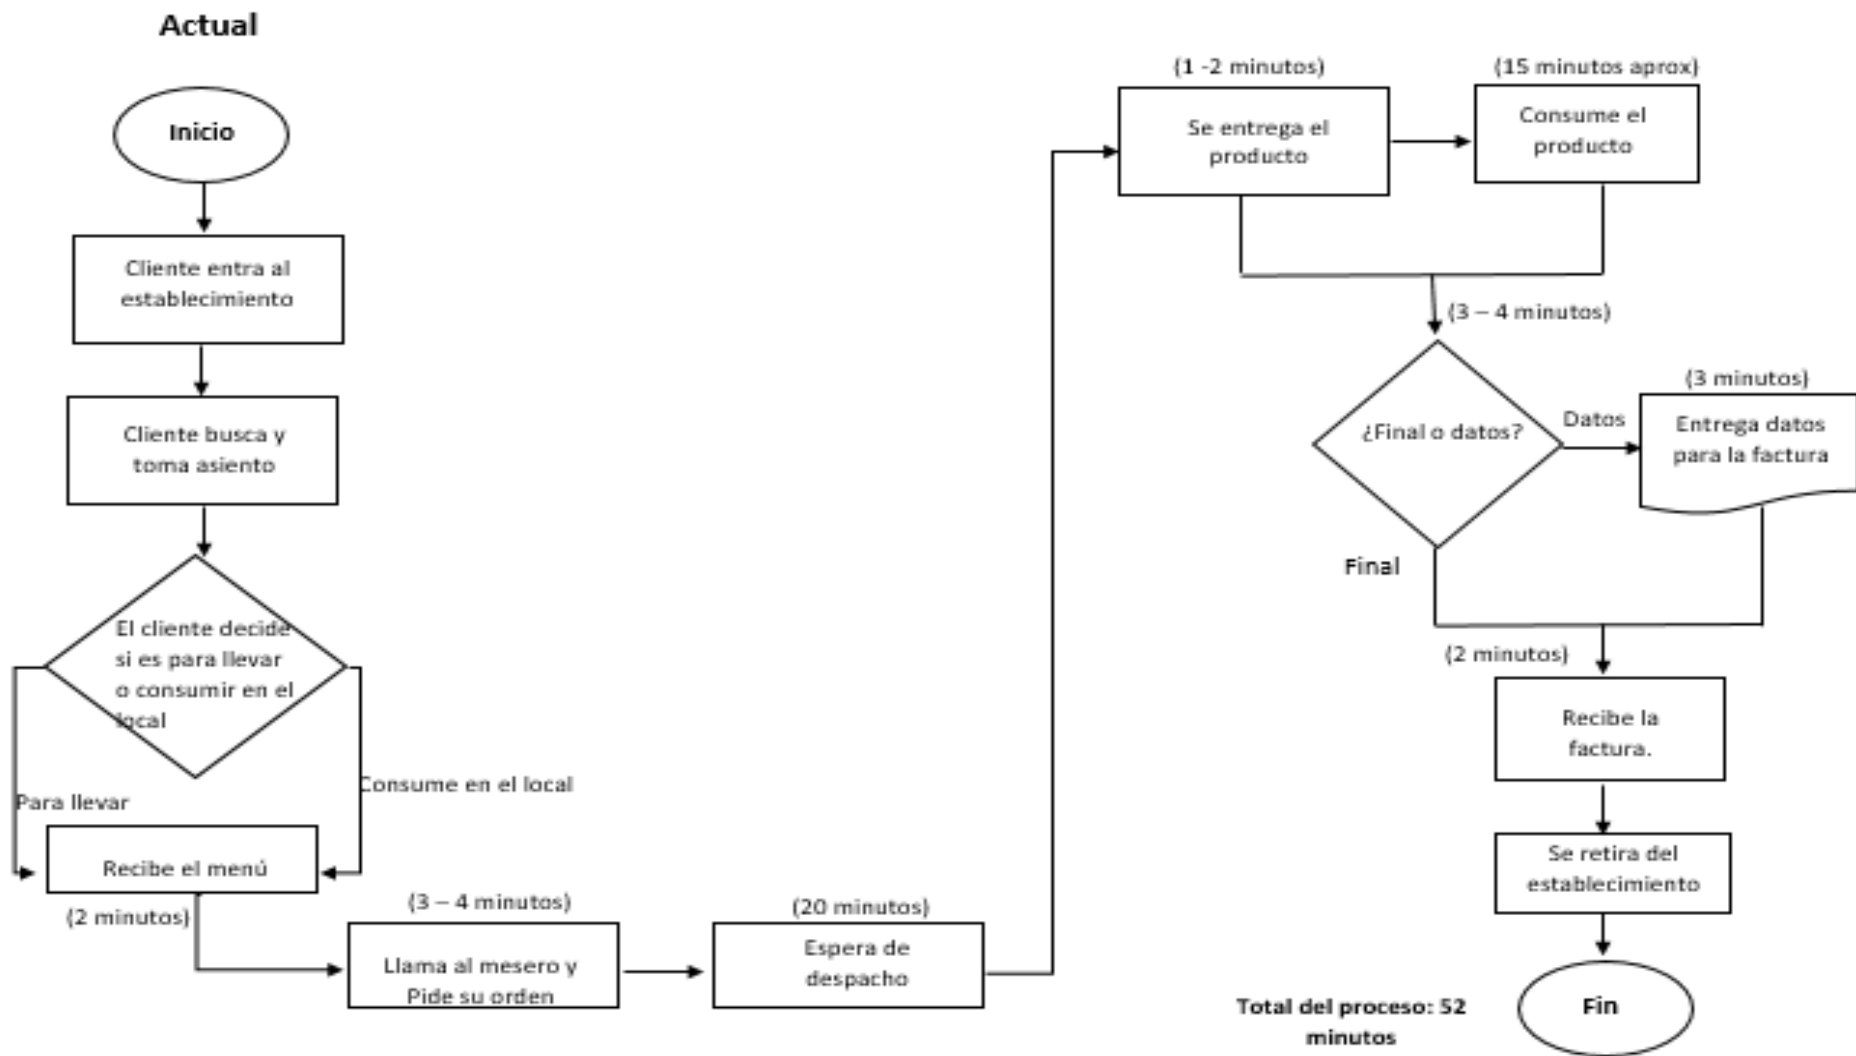 Actual
Inicio
Cliente entra al
establecimiento
Cliente busca y
toma asiento
El cliente decide
si es para llevar
o consumir en el
local
Para llevar
Consume en el local
Recibe el menú
(2 minutos)
(3 – 4 minutos)
Llama al mesero y
Pide su orden
(20 minutos)
Espera de
despacho
(1 -2 minutos)
Se entrega el
producto
(15 minutos aprox)
Consume el
producto
(3 – 4 minutos)
¿Final o datos?
Datos
(3 minutos)
Entrega datos
para la factura
Final
(2 minutos)
Recibe la
factura.
Se retira del
establecimiento
Fin
Total del proceso: 52
minutos